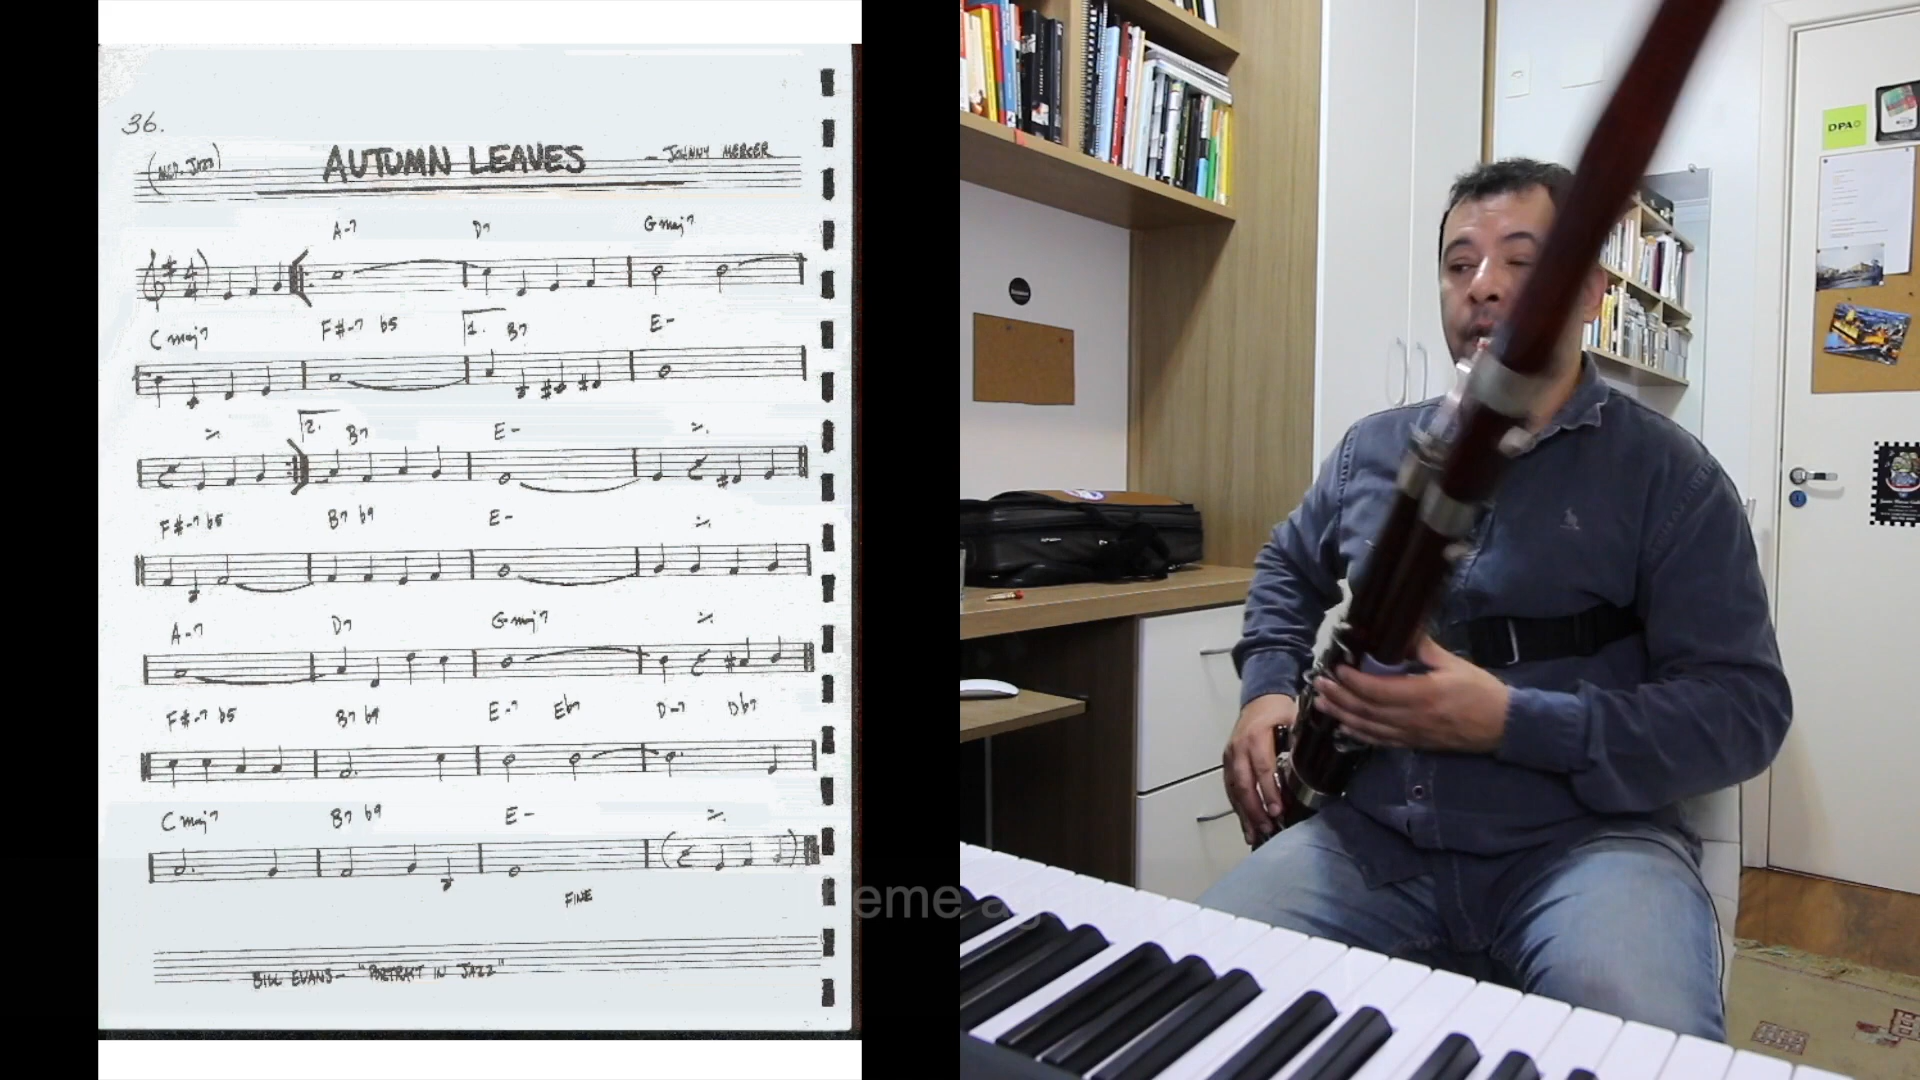 36.
(MED. JAZZ)
AUTUMN LEAVES
- JOHNNY MERCER
A-7 D7 Gmaj7
Cmaj7 F#-7 b5 1. B7 E-
2. B7 E-
F#-7 b5 B7 b9 E-
A-7 D7 Gmaj7
F#-7 b5 B7 b9 E-7 Eb7 D-7 Db7
Cmaj7 B7 b9 E-
FINE
BILL EVANS - "PORTRAIT IN JAZZ"
DPA